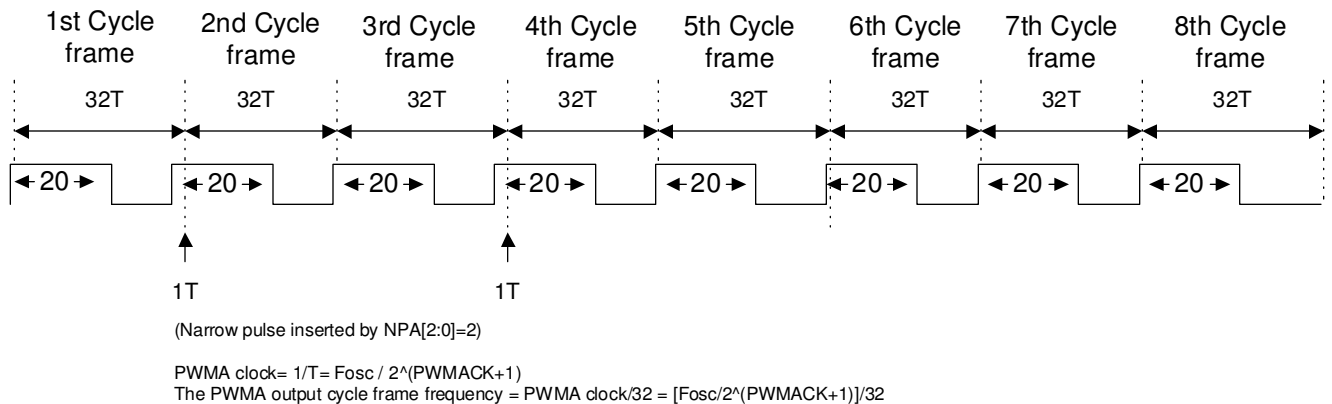 1st Cycle frame
2nd Cycle frame
3rd Cycle frame
4th Cycle frame
5th Cycle frame
6th Cycle frame
7th Cycle frame
8th Cycle frame
32T 32T 32T 32T 32T 32T 32T 32T
20 20 20 20 20 20 20 20
1T 1T
(Narrow pulse inserted by NPA[2:0]=2)
PWMA clock= 1/T= Fosc / 2^(PWMACK+1)
The PWMA output cycle frame frequency = PWMA clock/32 = [Fosc/2^(PWMACK+1)]/32